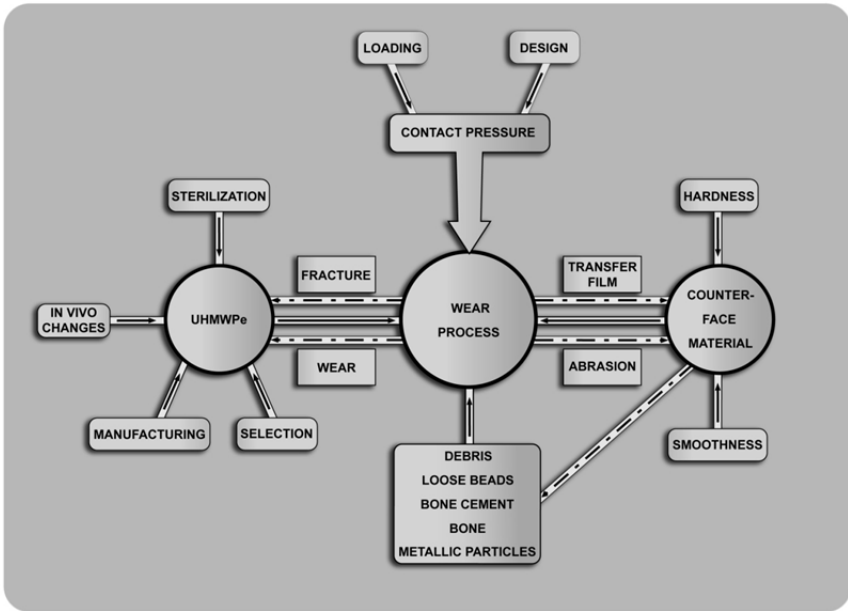 LOADING
DESIGN
CONTACT PRESSURE
STERILIZATION
HARDNESS
FRACTURE
TRANSFER
FILM
IN VIVO
CHANGES
UHMWPe
WEAR
PROCESS
COUNTER-
FACE
MATERIAL
WEAR
ABRASION
MANUFACTURING
SELECTION
SMOOTHNESS
DEBRIS
LOOSE BEADS
BONE CEMENT
BONE
METALLIC PARTICLES